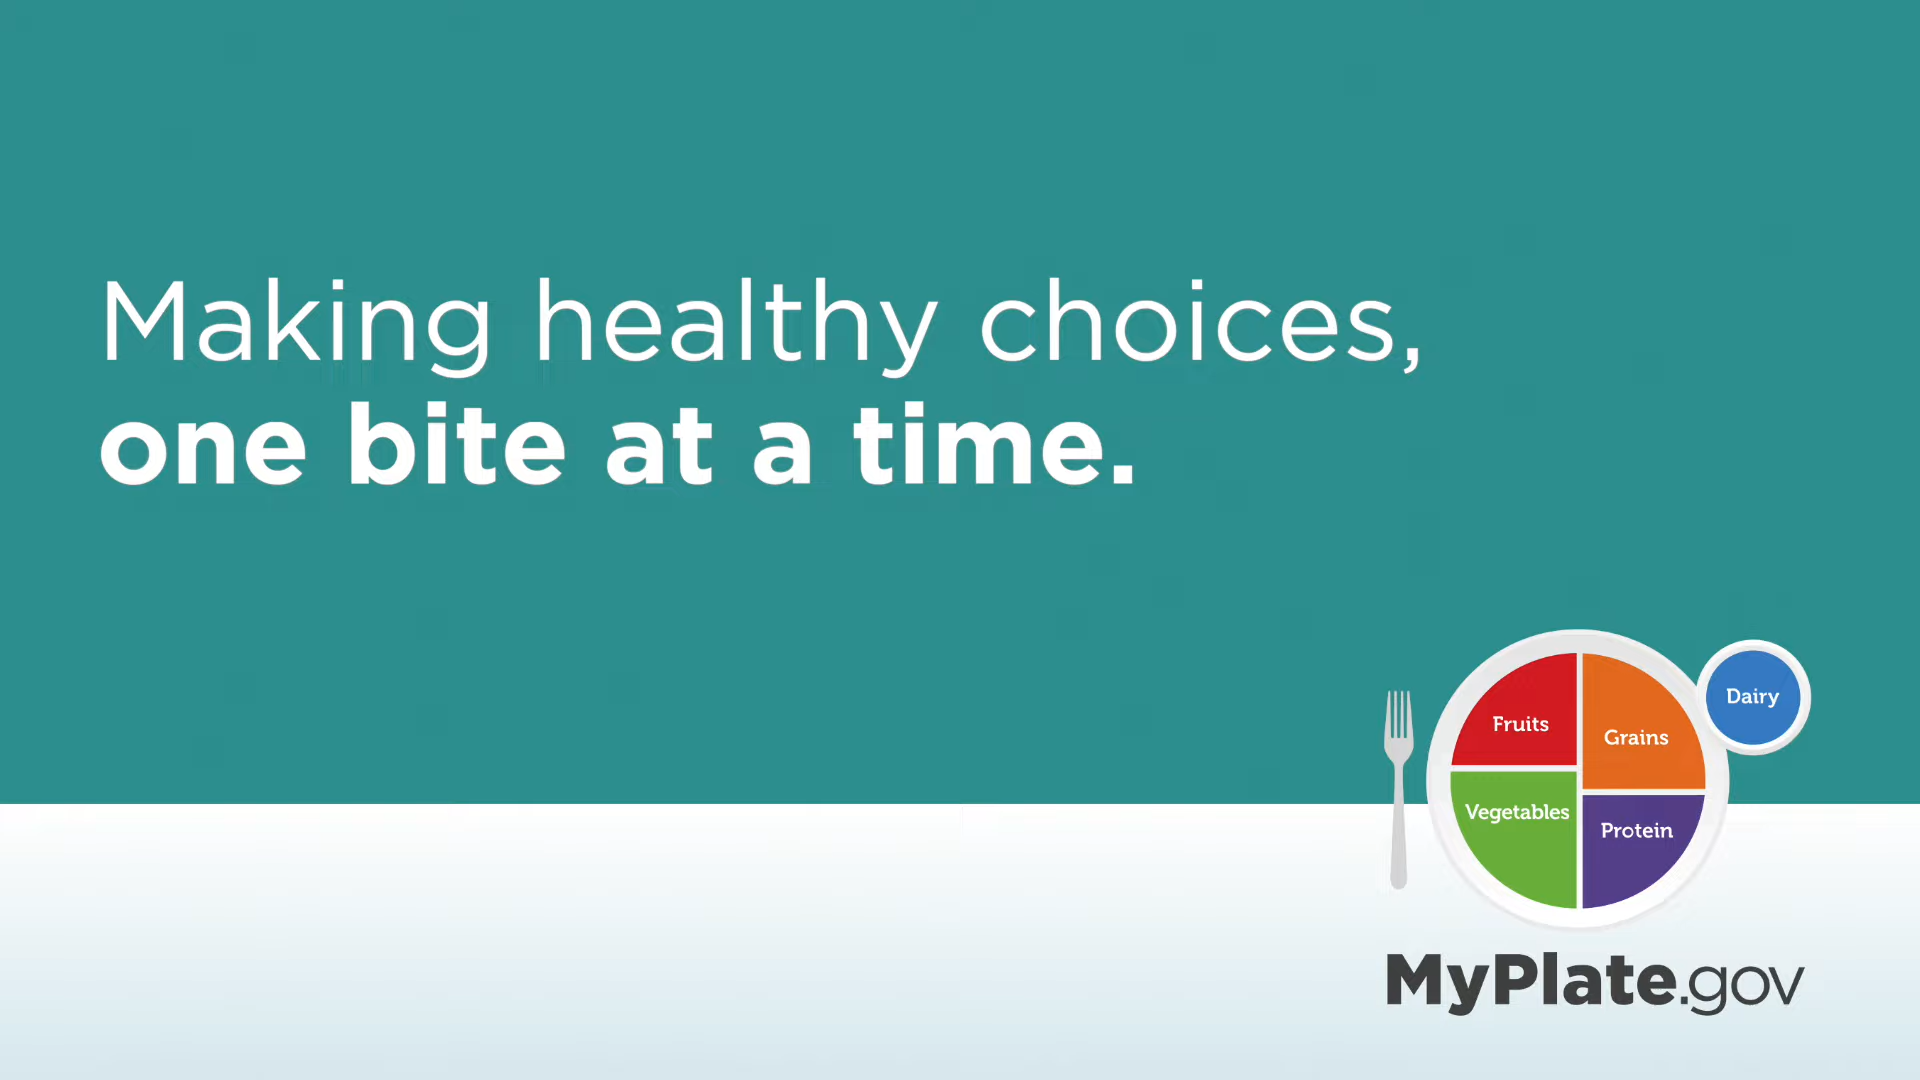 Making healthy choices,
one bite at a time.
Fruits
Grains
Dairy
Vegetables
Protein
MyPlate.gov